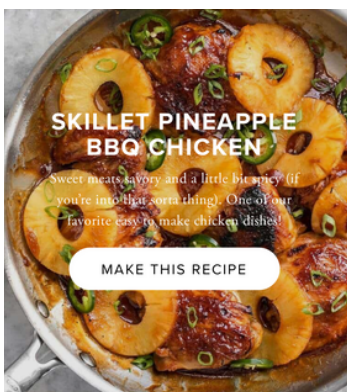 SKILLET PINEAPPLE
BBQ CHICKEN
Sweet meats savory and a little bit spicy (if
you're into that sorta thing). One of our
favorite easy to make chicken dishes!
MAKE THIS RECIPE